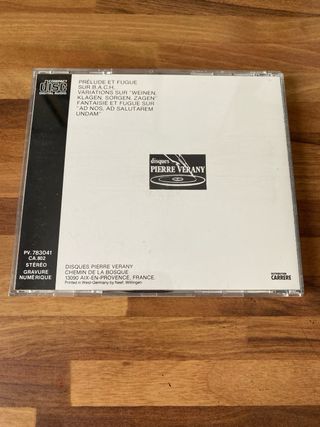 COMPACT
disc
DIGITAL AUDIO
PRÉLUDE ET FUGUE
SUR B.A.C.H.
VARIATIONS SUR "WEINEN,
KLAGEN, SORGEN, ZAGEN"
FANTAISIE ET FUGUE SUR
"AD NOS, AD SALUTAREM
UNDAM"
disques
PIERRE VERANY
PV. 783041
CA.802
STÉRÉO
GRAVURE
NUMÉRIQUE
DISQUES PIERRE VERANY
CHEMIN DE LA BOSQUE
13090 AIX-EN-PROVENCE, FRANCE.
Printed in West-Germany by Neef, Wittingen
DISTRIBUTION
CARRERE